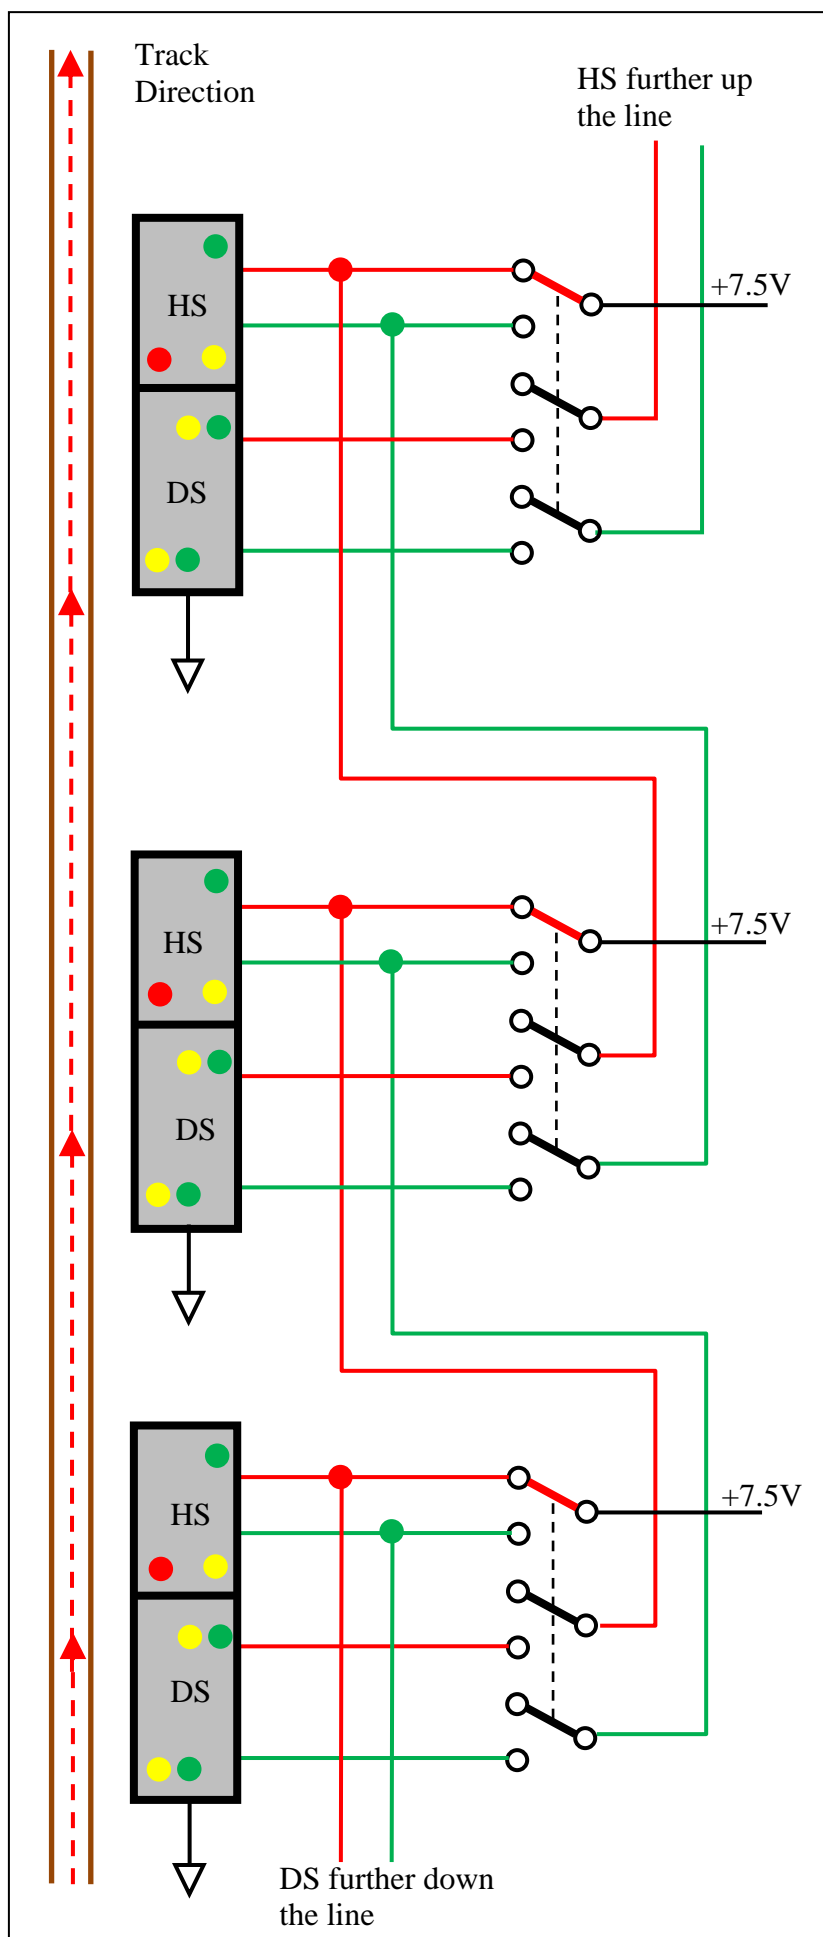 Track
Direction
HS further up
the line
+7.5V
HS
DS
+7.5V
HS
DS
+7.5V
HS
DS
DS further down
the line